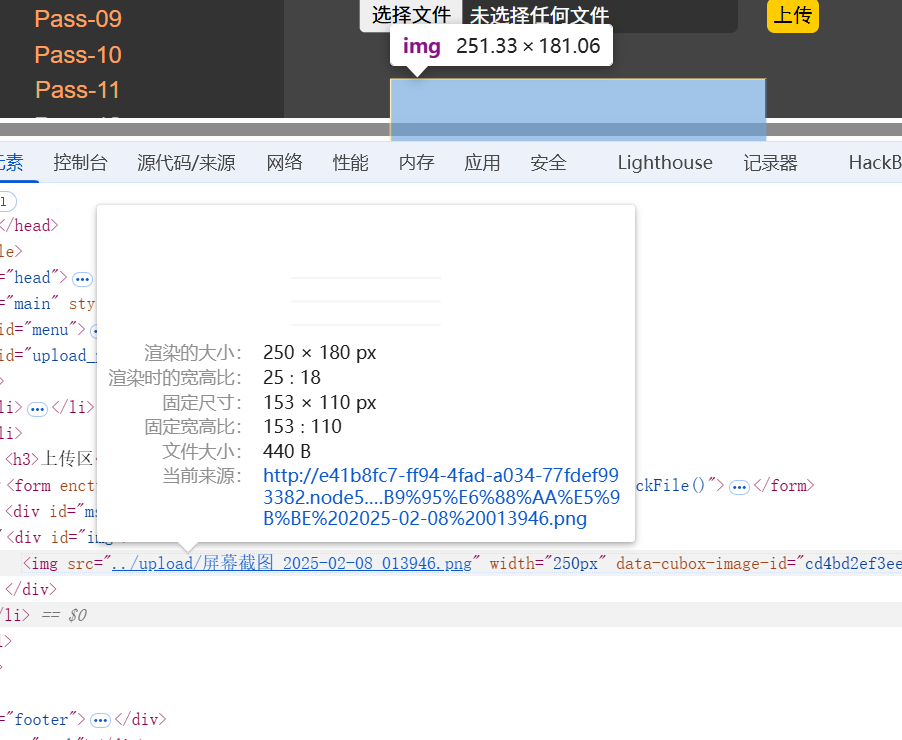 Pass-09
Pass-10
Pass-11
选择文件 未选择任何文件
上传
img 251.33 × 181.06
元素 控制台 源代码/来源 网络 性能 内存 应用 安全 Lighthouse 记录器 HackB
l
</head>
le>
="head">
="main" sty
id="menu">
id="upload_
>
li> </li>
li>
<h3>上传区
<form enct
ckFile()"> </form>
<div id="ms
<div id="img
渲染的大小： 250 × 180 px
渲染时的宽高比： 25 : 18
固定尺寸： 153 × 110 px
固定宽高比： 153 : 110
文件大小： 440 B
当前来源： http://e41b8fc7-ff94-4fad-a034-77fdef99
3382.node5....B9%95%E6%88%AA%E5%9
B%BE%202025-02-08%20013946.png
<img src="../upload/屏幕截图 2025-02-08 013946.png" width="250px" data-cubox-image-id="cd4bd2ef3ee
</div>
/li> == $0
l>
>
="footer"> </div>